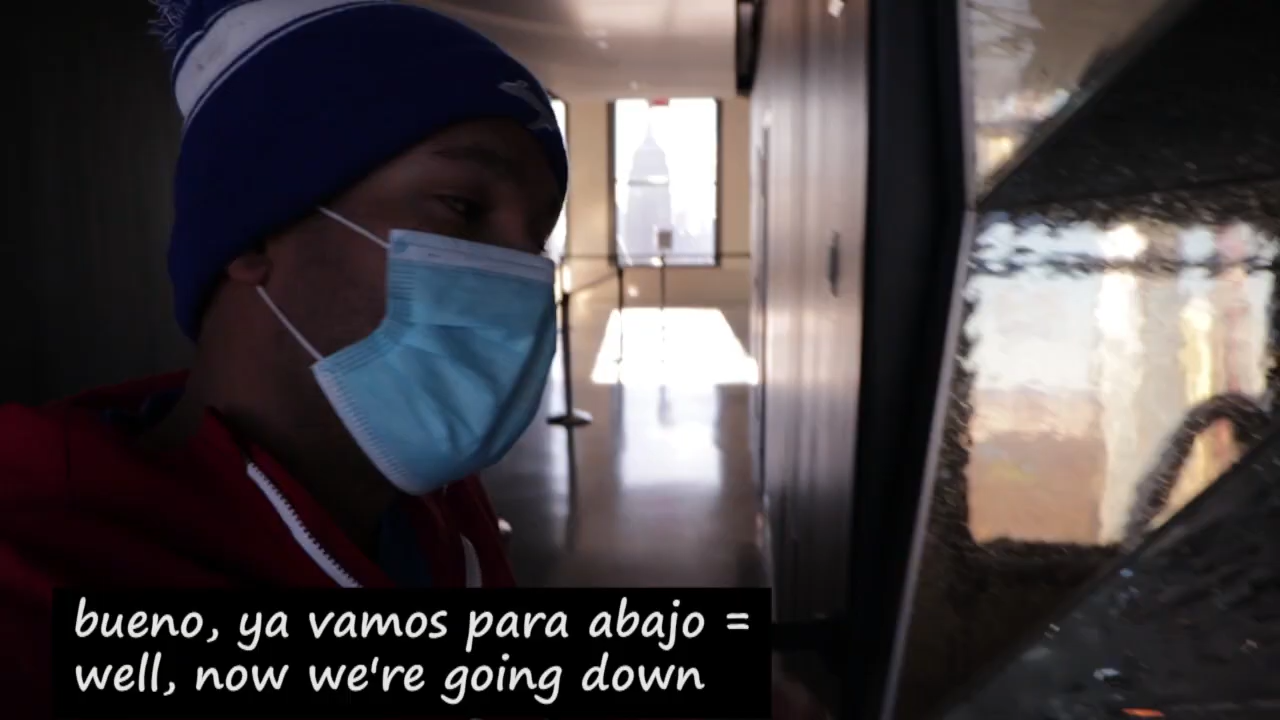 bueno, ya vamos para abajo =
well, now we're going down